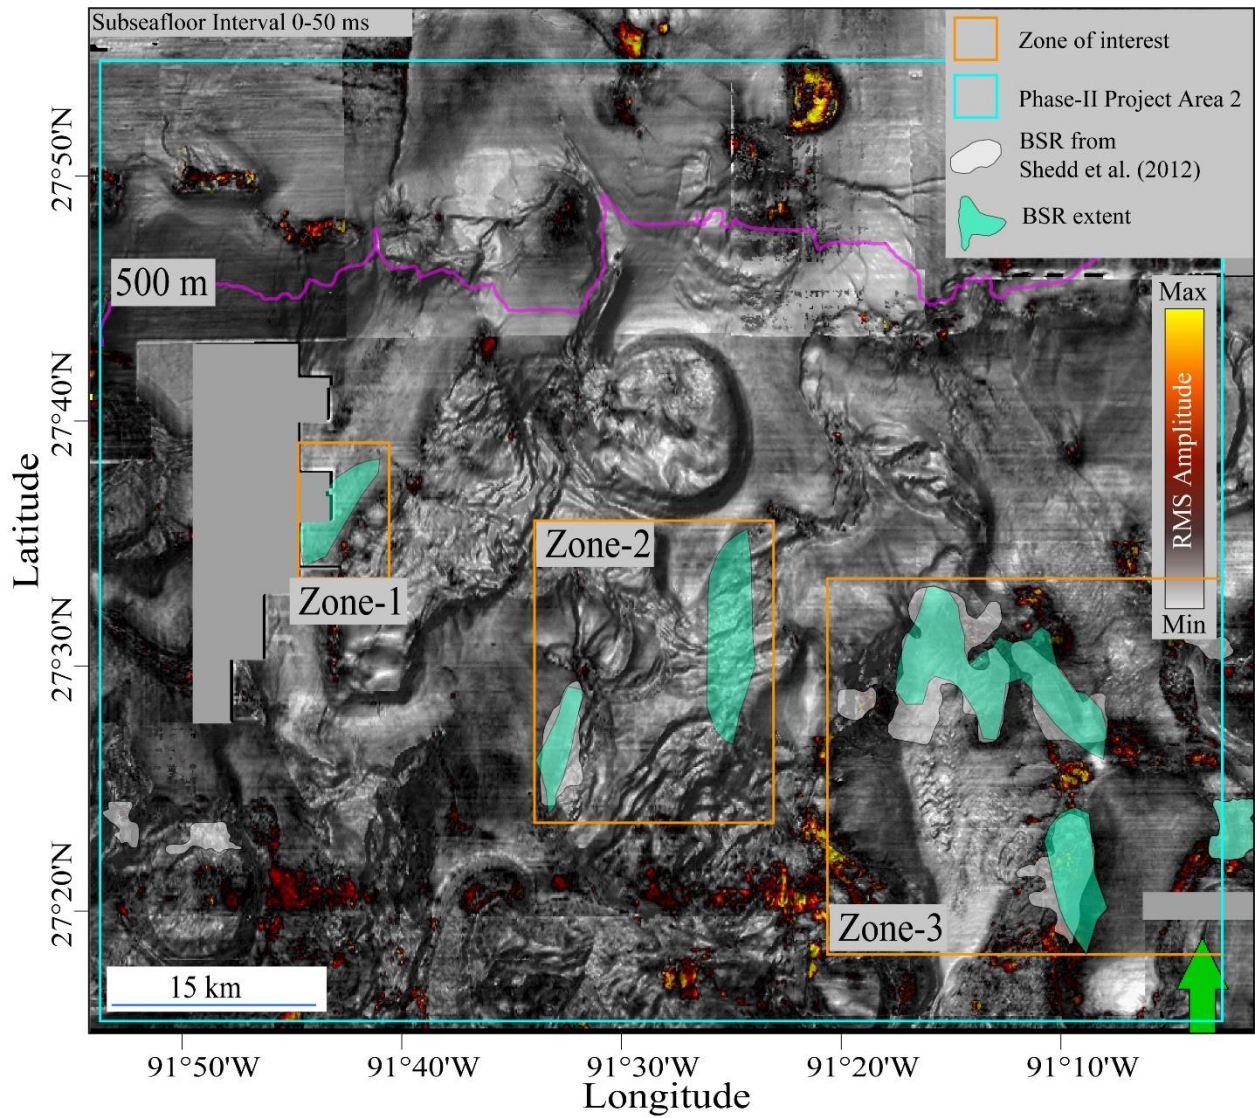 Subseafloor Interval 0-50 ms
Zone of interest
Phase-II Project Area 2
BSR from
Shedd et al. (2012)
BSR extent
27°50'N
500 m
Max
RMS Amplitude
Min
27°40'N
Latitude
Zone-1
Zone-2
27°30'N
Zone-3
27°20'N
15 km
91°50'W
91°40'W
91°30'W
91°20'W
91°10'W
Longitude